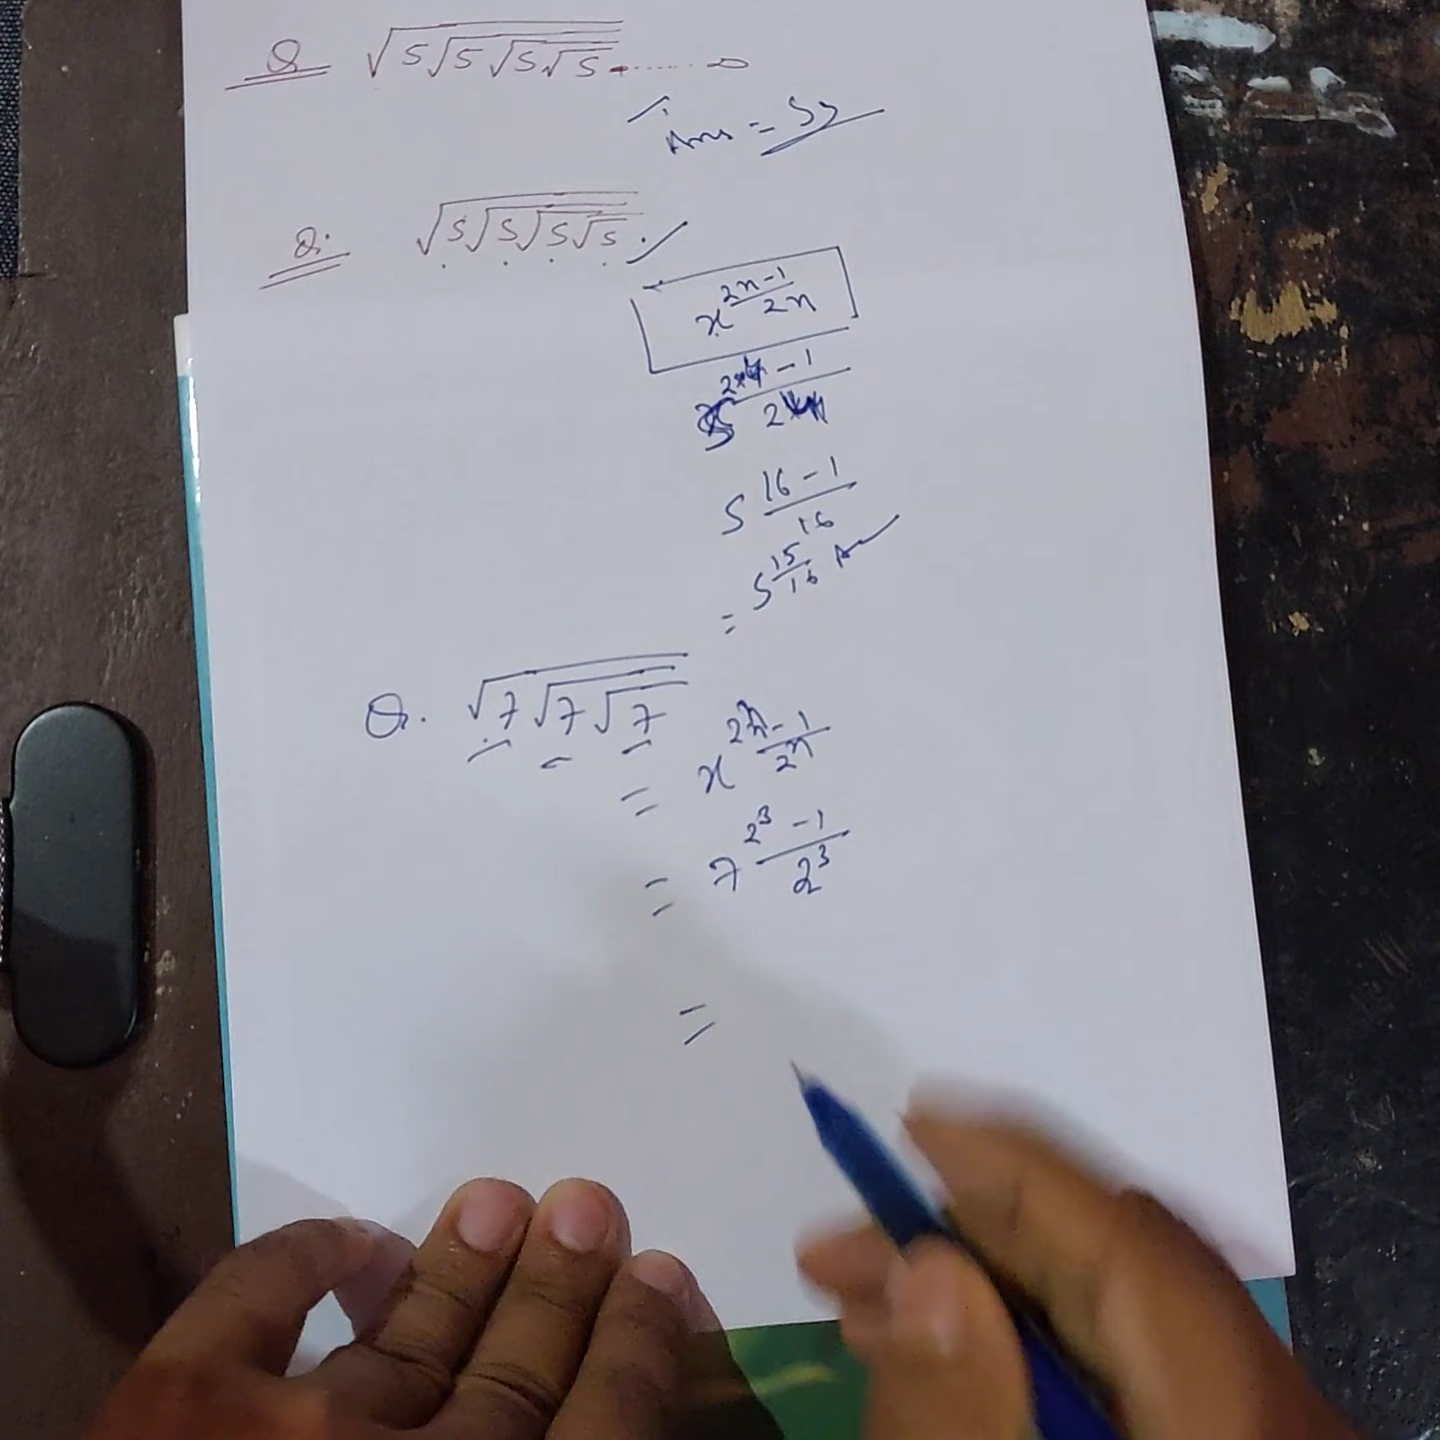 Q √5√5√5√5.......∞
Ans = 5
Q. √5√5√5√5.
x^(2n-1)/2n
16-1
5 ────
16
= 5^15/16
Q. √7√7√7
= x^(2^n-1)/2^n
= 7^(2^3-1)/2^3
=